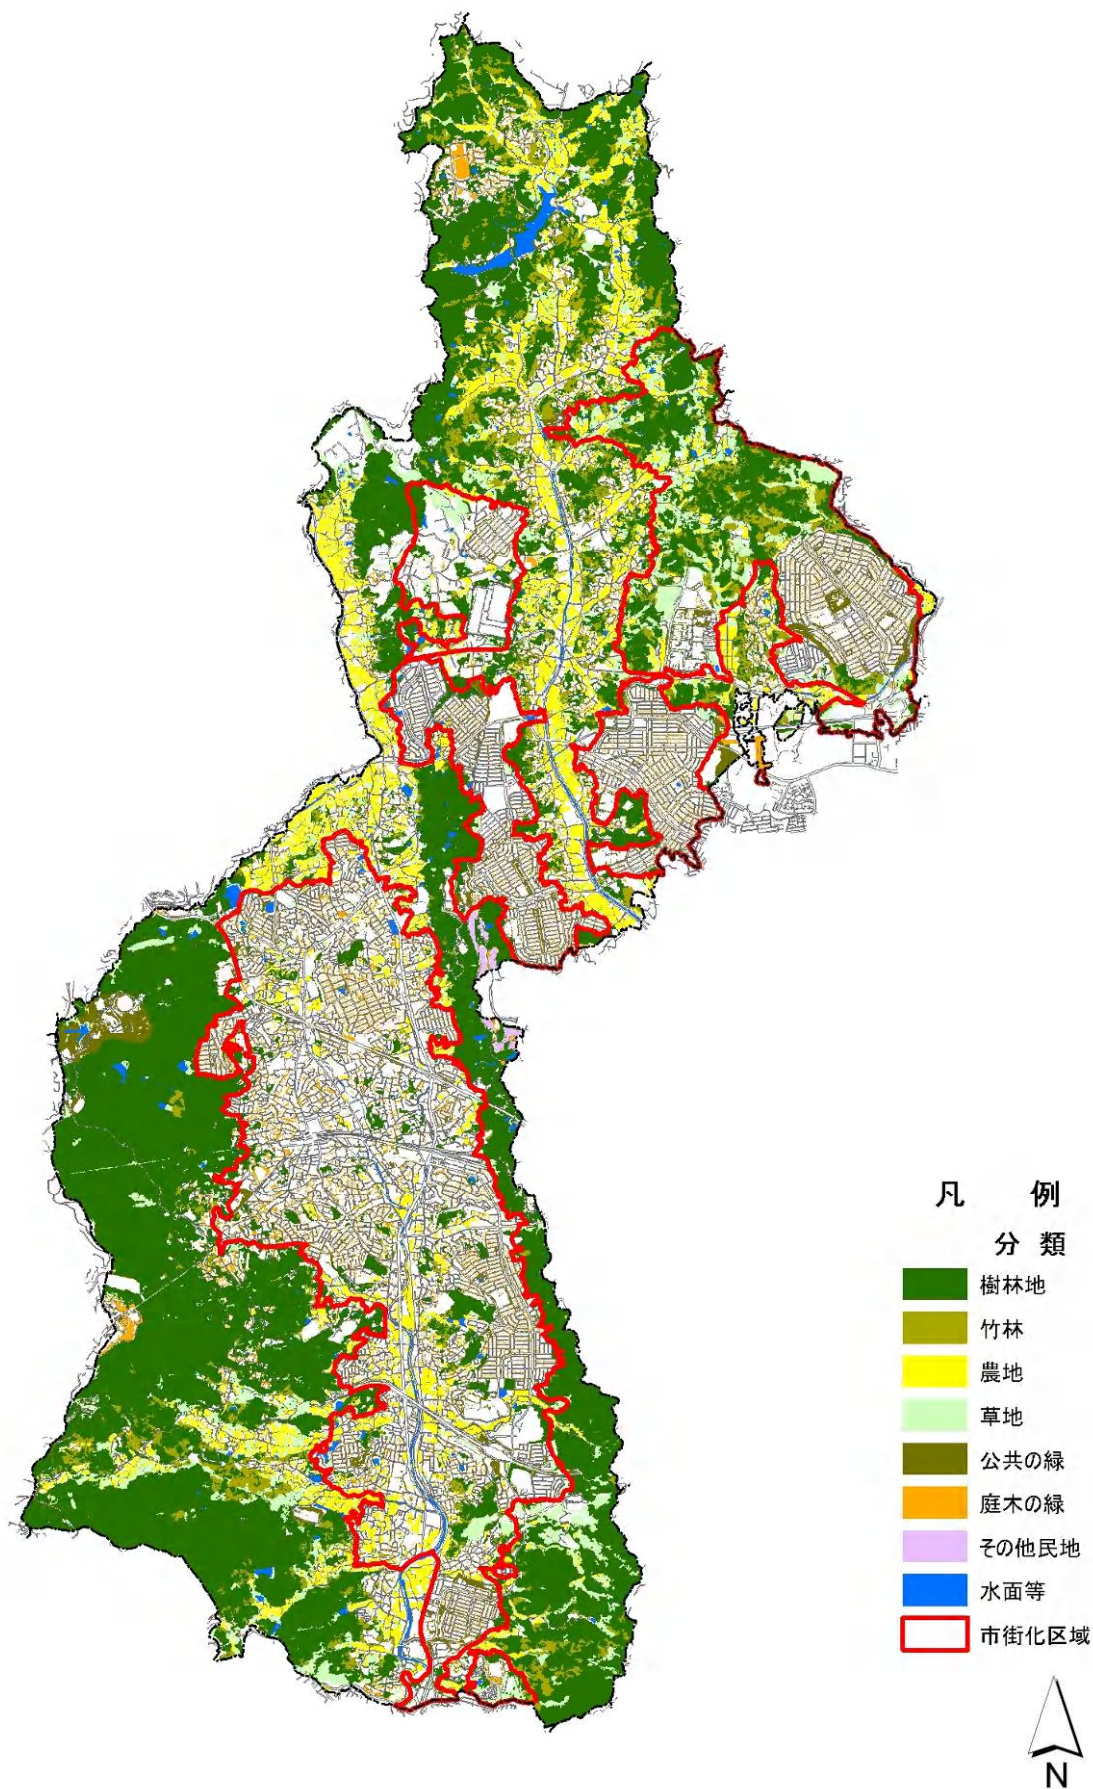 凡 例
分 類
樹林地
竹林
農地
草地
公共の緑
庭木の緑
その他民地
水面等
市街化区域
N